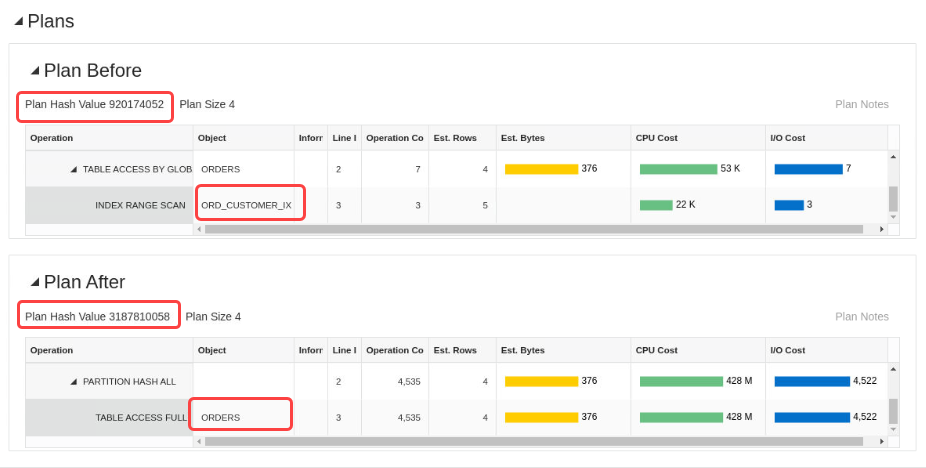 Plans
Plan Before
Plan Hash Value 920174052 Plan Size 4 Plan Notes
Operation Object Inforr Line I Operation Co Est. Rows Est. Bytes CPU Cost I/O Cost
TABLE ACCESS BY GLOB ORDERS 2 7 4 376 53 K 7
INDEX RANGE SCAN ORD_CUSTOMER_IX 3 3 5 22 K 3
Plan After
Plan Hash Value 3187810058 Plan Size 4 Plan Notes
Operation Object Inforr Line I Operation Co Est. Rows Est. Bytes CPU Cost I/O Cost
PARTITION HASH ALL 2 4,535 4 376 428 M 4,522
TABLE ACCESS FULL ORDERS 3 4,535 4 376 428 M 4,522